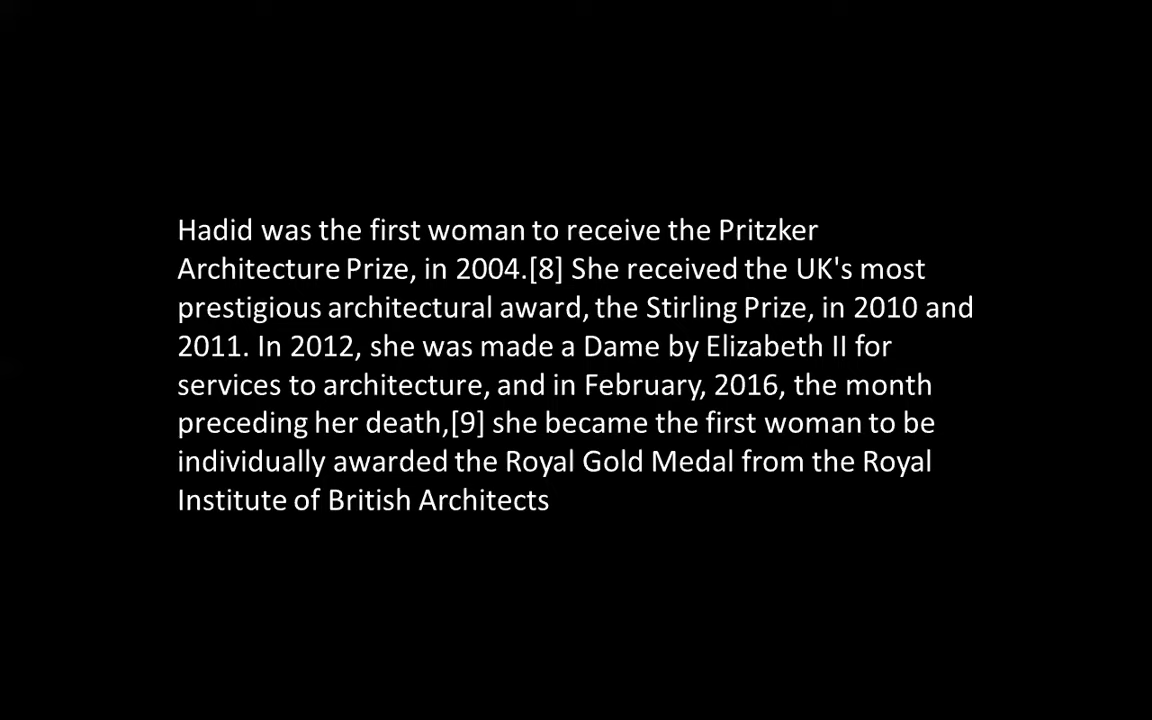 Hadid was the first woman to receive the Pritzker
Architecture Prize, in 2004.[8] She received the UK's most
prestigious architectural award, the Stirling Prize, in 2010 and
2011. In 2012, she was made a Dame by Elizabeth II for
services to architecture, and in February, 2016, the month
preceding her death,[9] she became the first woman to be
individually awarded the Royal Gold Medal from the Royal
Institute of British Architects